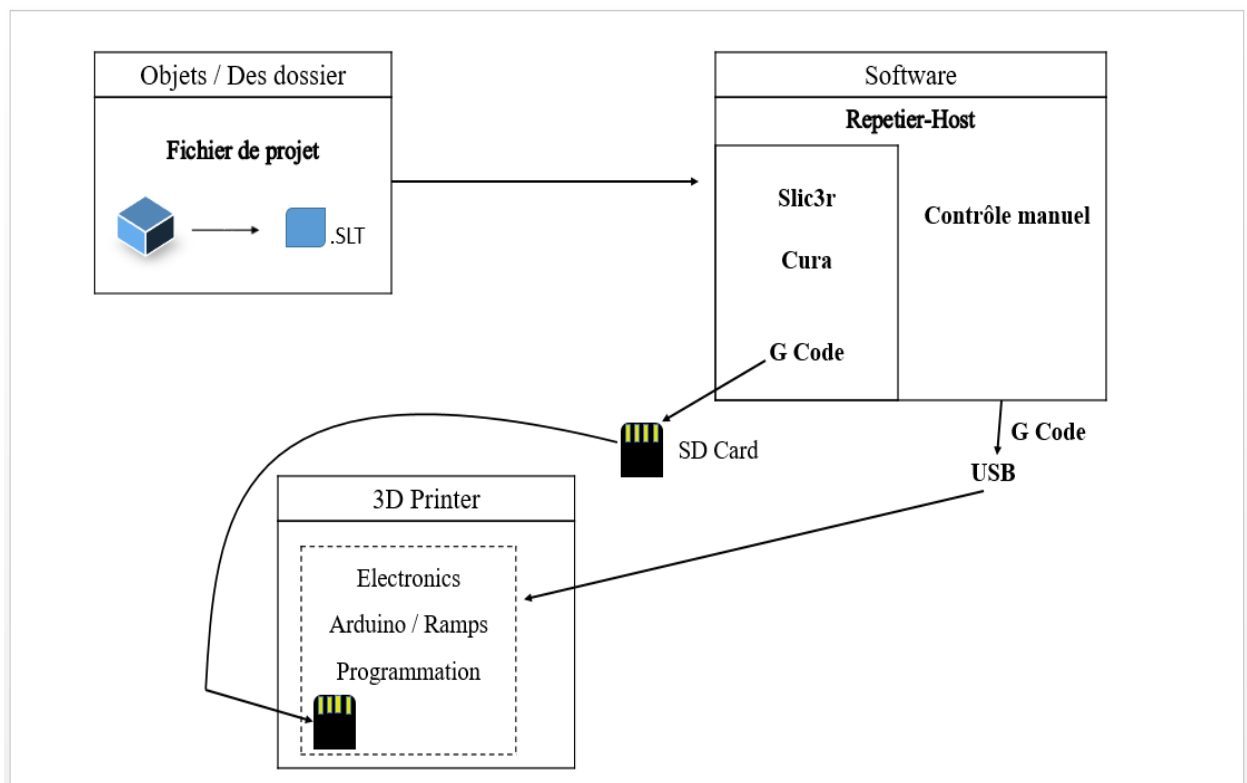 Objets / Des dossier
Fichier de projet
.SLT
Software
Repetier-Host
Slic3r
Cura
G Code
Contrôle manuel
G Code
USB
SD Card
3D Printer
Electronics
Arduino / Ramps
Programmation